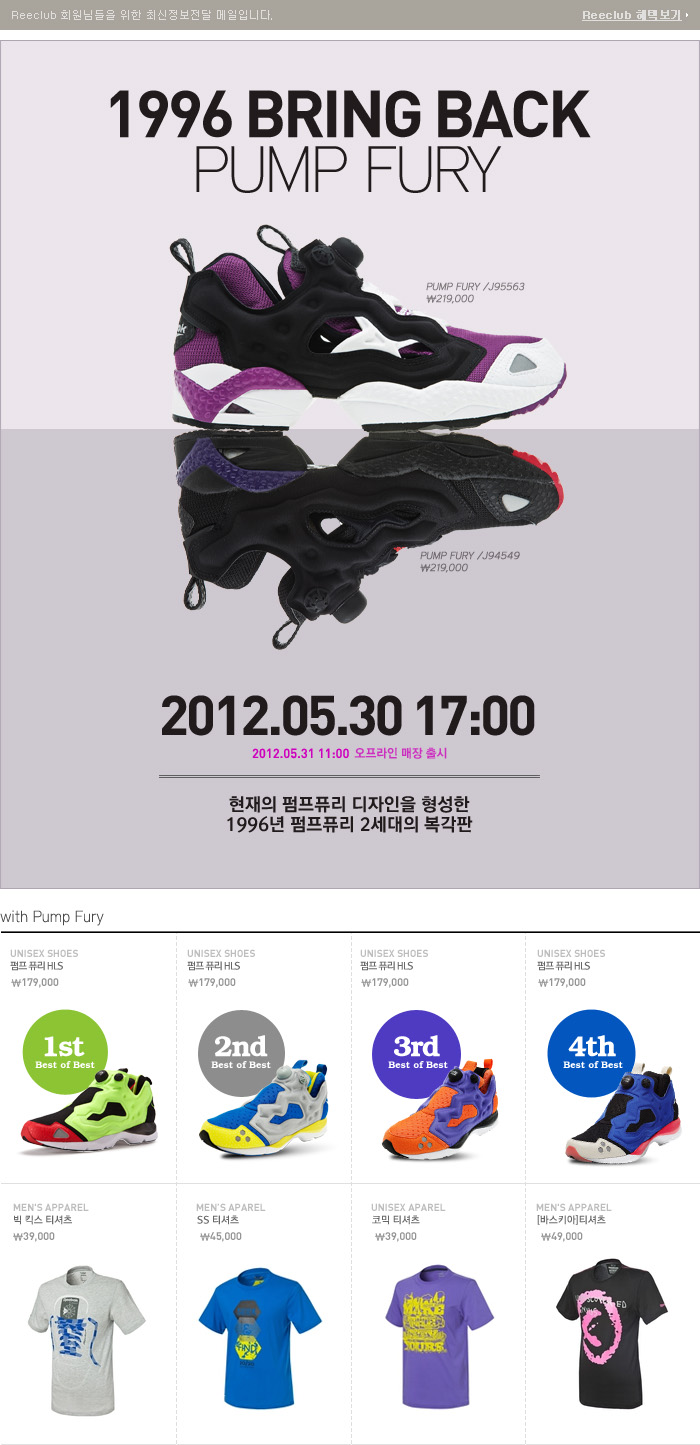 Reeclub 회원님들을 위한 최신정보전달 메일입니다.
Reeclub 혜택보기
1996 BRING BACK
PUMP FURY
PUMP FURY /J95563
₩219,000
PUMP FURY /J94549
₩219,000
2012.05.30 17:00
2012.05.31 11:00 오프라인 매장 출시
현재의 펌프퓨리 디자인을 형성한
1996년 펌프퓨리 2세대의 복각판
with Pump Fury
UNISEX SHOES
펌프 퓨리 HLS
₩179,000
1st
Best of Best
UNISEX SHOES
펌프 퓨리 HLS
₩179,000
2nd
Best of Best
UNISEX SHOES
펌프 퓨리 HLS
₩179,000
3rd
Best of Best
UNISEX SHOES
펌프 퓨리 HLS
₩179,000
4th
Best of Best
MEN'S APPAREL
빅 킥스 티셔츠
₩39,000
MEN'S APAREL
SS 티셔츠
₩45,000
FIND
UNISEX APAREL
코믹 티셔츠
₩39,000
MAKE
YOURS.
MEN'S APPAREL
[바스키아]티셔츠
₩49,000